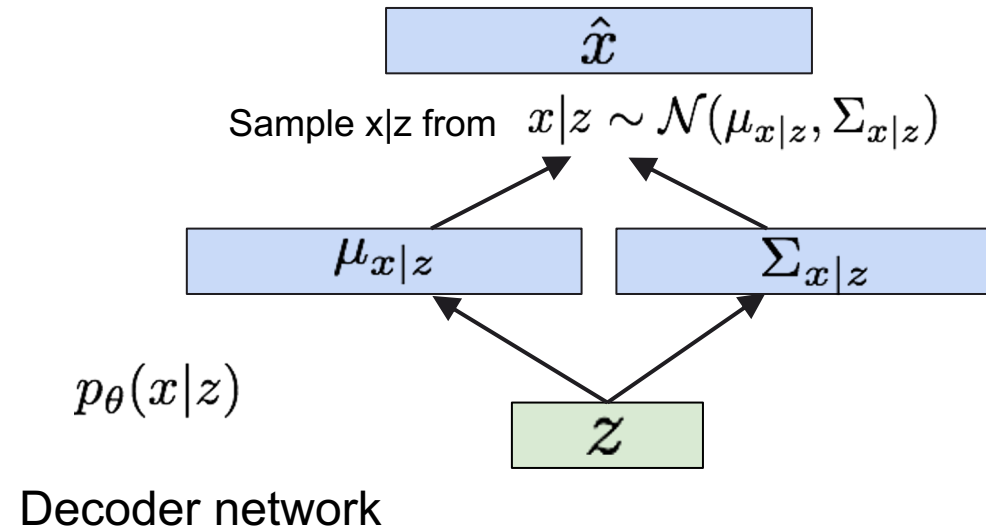 x̂
Sample x|z from x|z ∼ 𝒩(μ_{x|z}, Σ_{x|z})
μ_{x|z} Σ_{x|z}
p_θ(x|z)
z
Decoder network